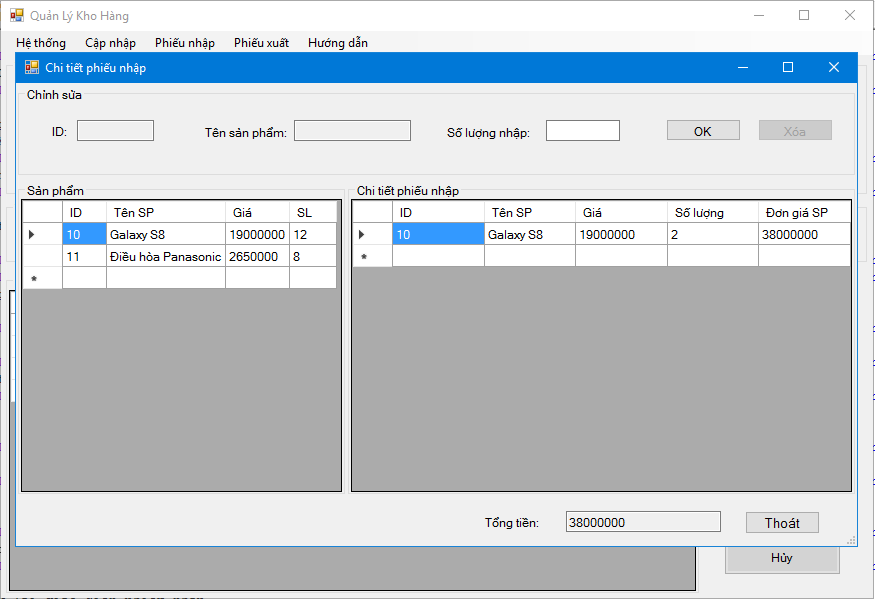 Quản Lý Kho Hàng
Hệ thống Cập nhập Phiếu nhập Phiếu xuất Hướng dẫn
Chi tiết phiếu nhập
Chỉnh sửa
ID: Tên sản phẩm: Số lượng nhập: OK Xóa
Sản phẩm
ID Tên SP Giá SL
10 Galaxy S8 19000000 12
11 Điều hòa Panasonic 2650000 8
Chi tiết phiếu nhập
ID Tên SP Giá Số lượng Đơn giá SP
10 Galaxy S8 19000000 2 38000000
Tổng tiền: 38000000 Thoát
Hủy